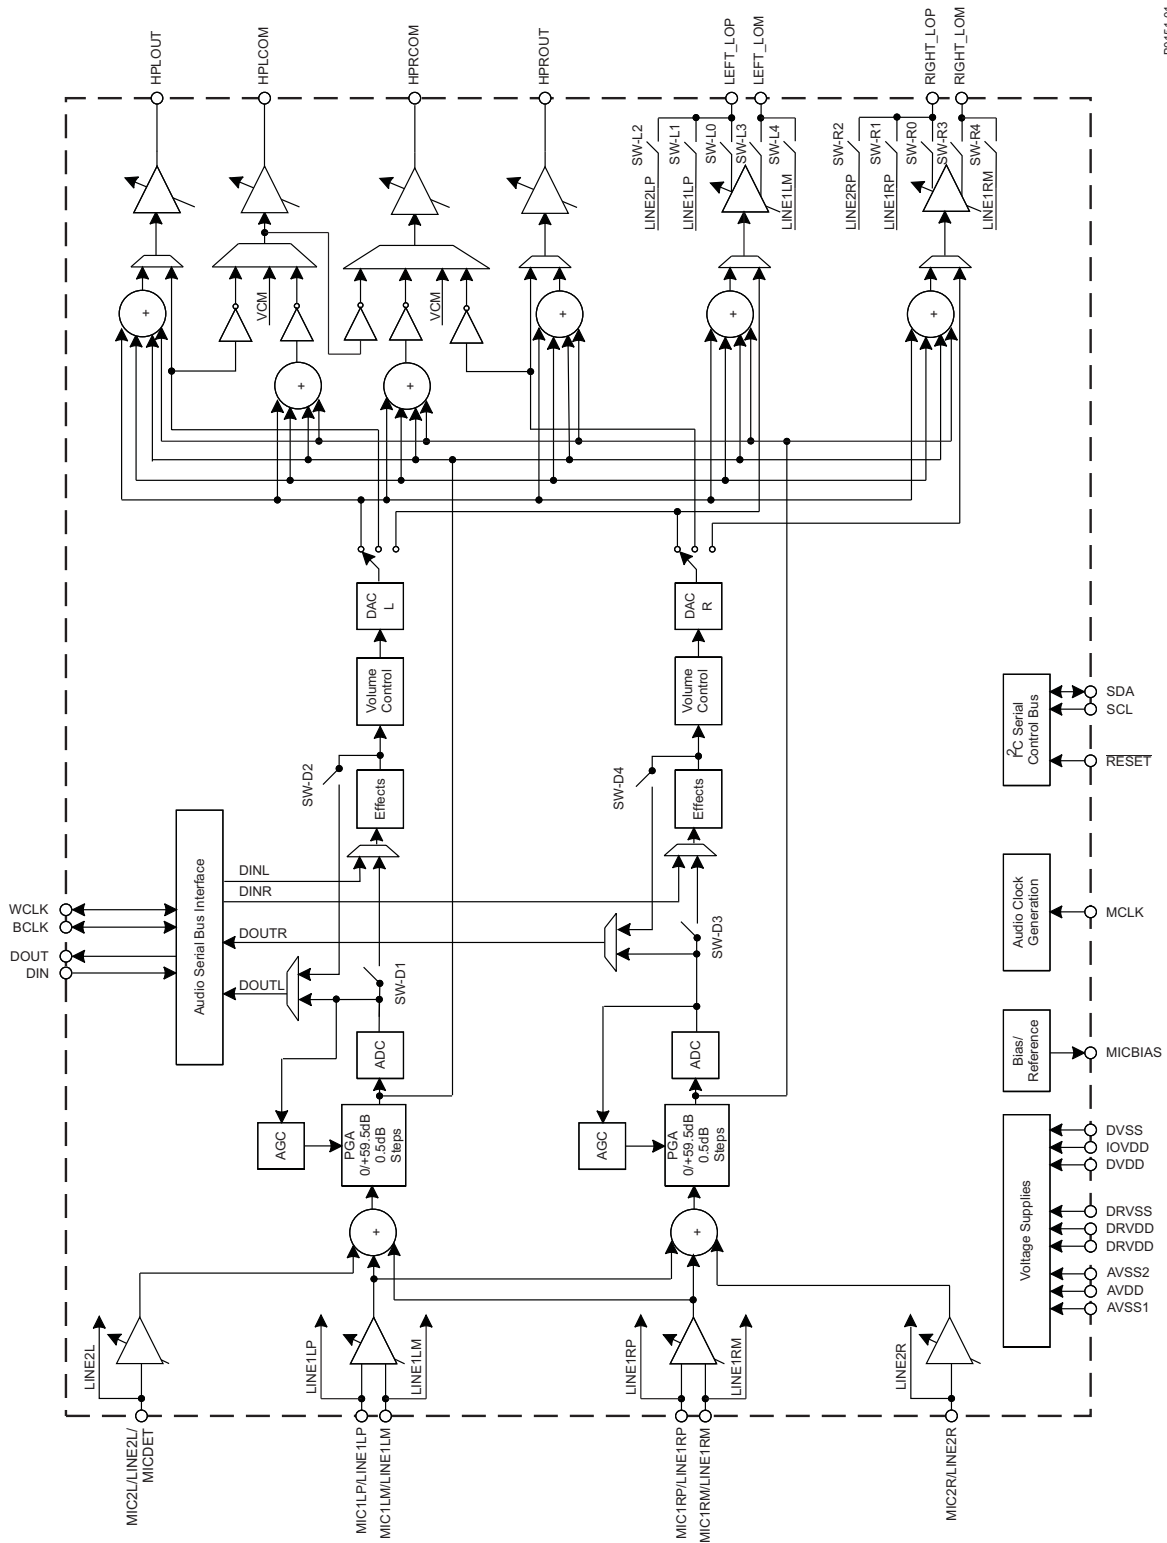 B0154-01
HPLOUT
HPLCOM
HPRCOM
HPROUT
LEFT_LOP
LEFT_LOM
RIGHT_LOP
RIGHT_LOM
SW-L2
SW-L1
SW-L0
SW-L3
SW-L4
LINE2LP
LINE1LP
LINE1LM
SW-R2
SW-R1
SW-R0
SW-R3
SW-R4
LINE2RP
LINE1RP
LINE1RM
VCM
VCM
+
+
+
+
+
+
DAC
L
DAC
R
Volume
Control
Volume
Control
SW-D2
SW-D4
Effects
Effects
I2C Serial
Control Bus
SDA
SCL
RESET
WCLK
BCLK
DOUT
DIN
Audio Serial Bus Interface
DINL
DINR
DOUTR
DOUTL
SW-D1
SW-D3
Audio Clock
Generation
MCLK
ADC
ADC
Bias/
Reference
MICBIAS
AGC
PGA
0/+59.5dB
0.5dB
Steps
AGC
PGA
0/+59.5dB
0.5dB
Steps
+
+
Voltage Supplies
DVSS
IOVDD
DVDD
DRVSS
DRVDD
DRVDD
AVSS2
AVDD
AVSS1
LINE2L
LINE1LP
LINE1LM
LINE1RP
LINE1RM
LINE2R
MIC2L/LINE2L/
MICDET
MIC1LP/LINE1LP
MIC1LM/LINE1LM
MIC1RP/LINE1RP
MIC1RM/LINE1RM
MIC2R/LINE2R